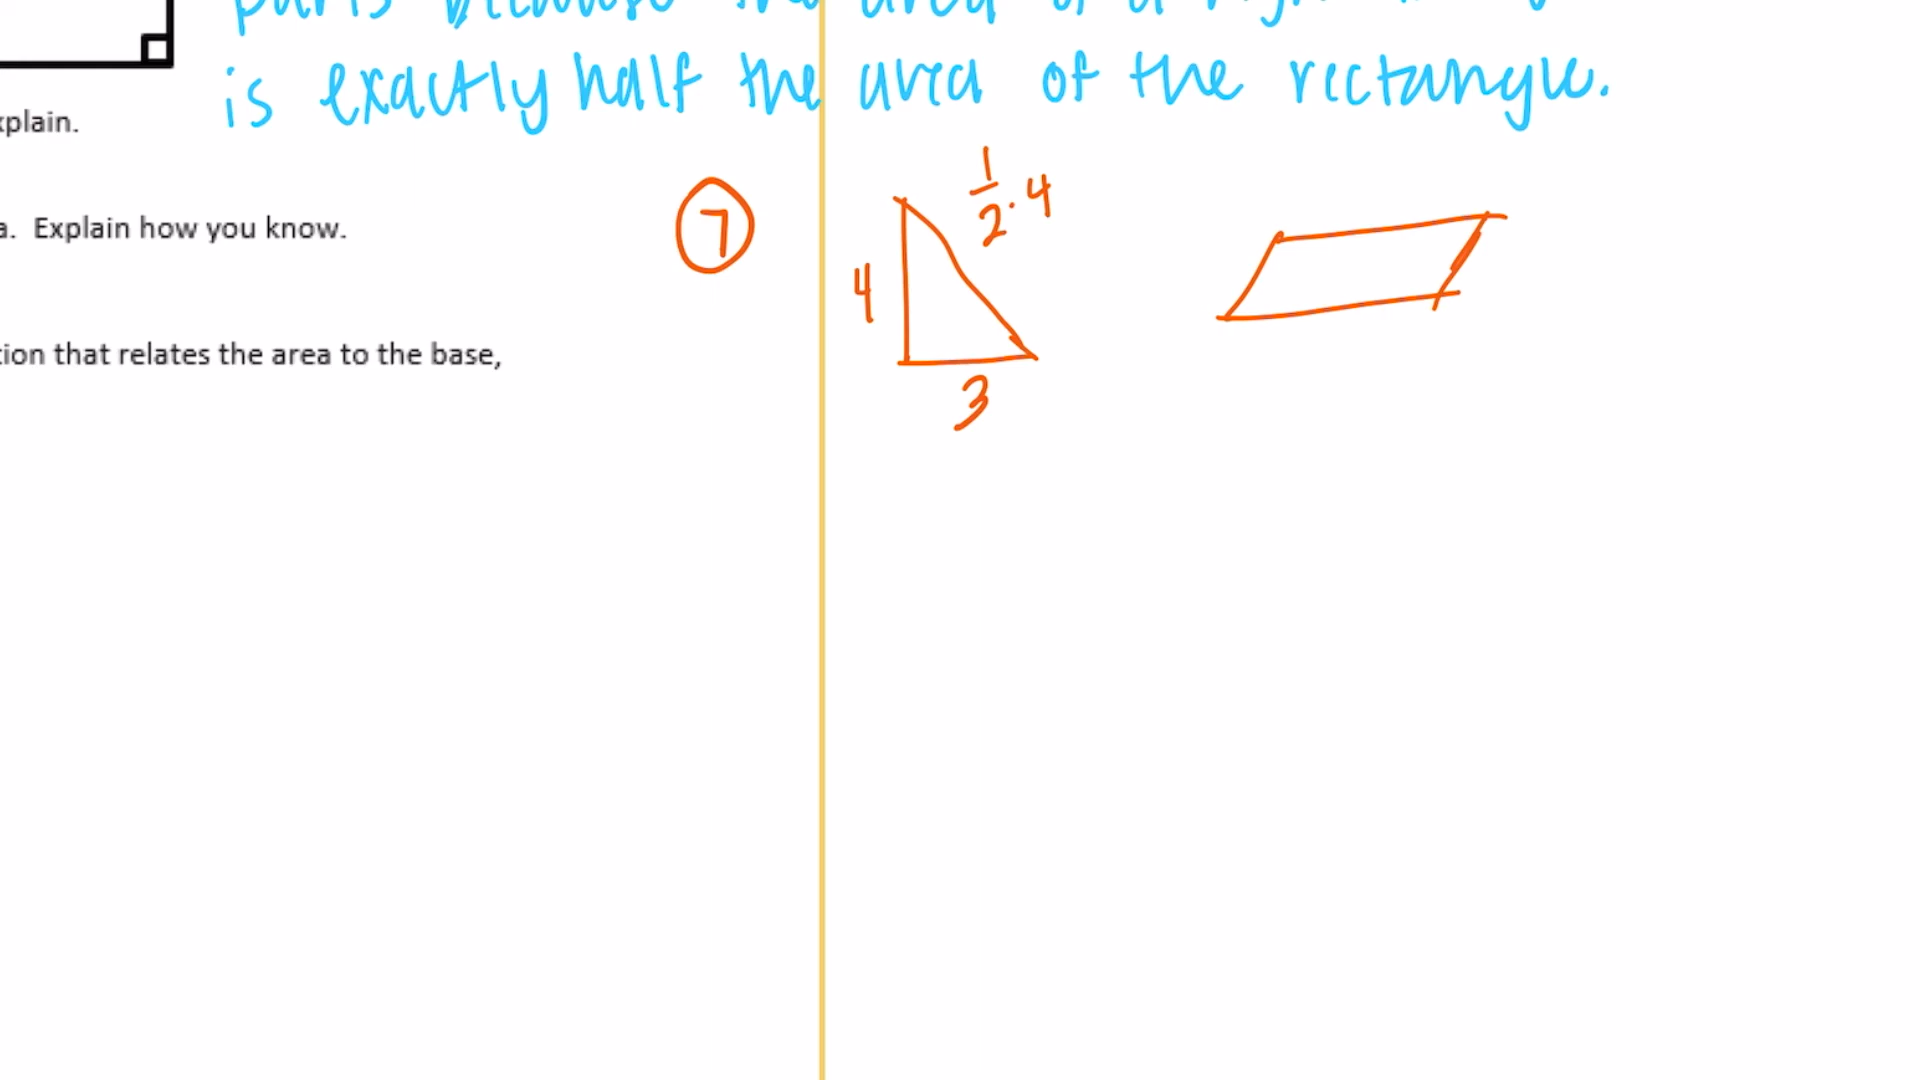 is exactly half the area of the rectangle.
xplain.
a. Explain how you know.
tion that relates the area to the base,
7
1/2 · 4
4
3